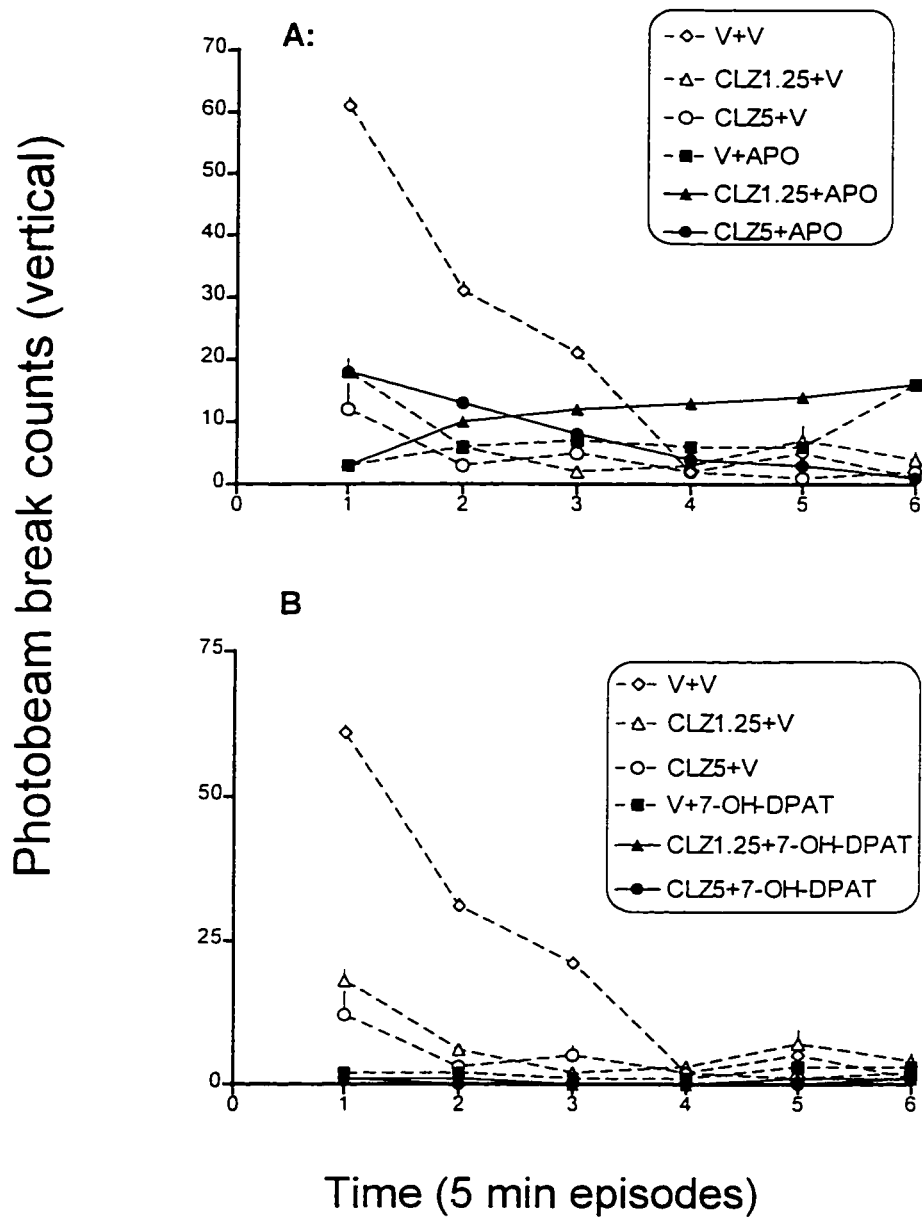 A:
Photobeam break counts (vertical)
70
60
50
40
30
20
10
0
0 1 2 3 4 5 6
V+V
CLZ1.25+V
CLZ5+V
V+APO
CLZ1.25+APO
CLZ5+APO
B
75
50
25
0
0 1 2 3 4 5 6
V+V
CLZ1.25+V
CLZ5+V
V+7-OH-DPAT
CLZ1.25+7-OH-DPAT
CLZ5+7-OH-DPAT
Time (5 min episodes)